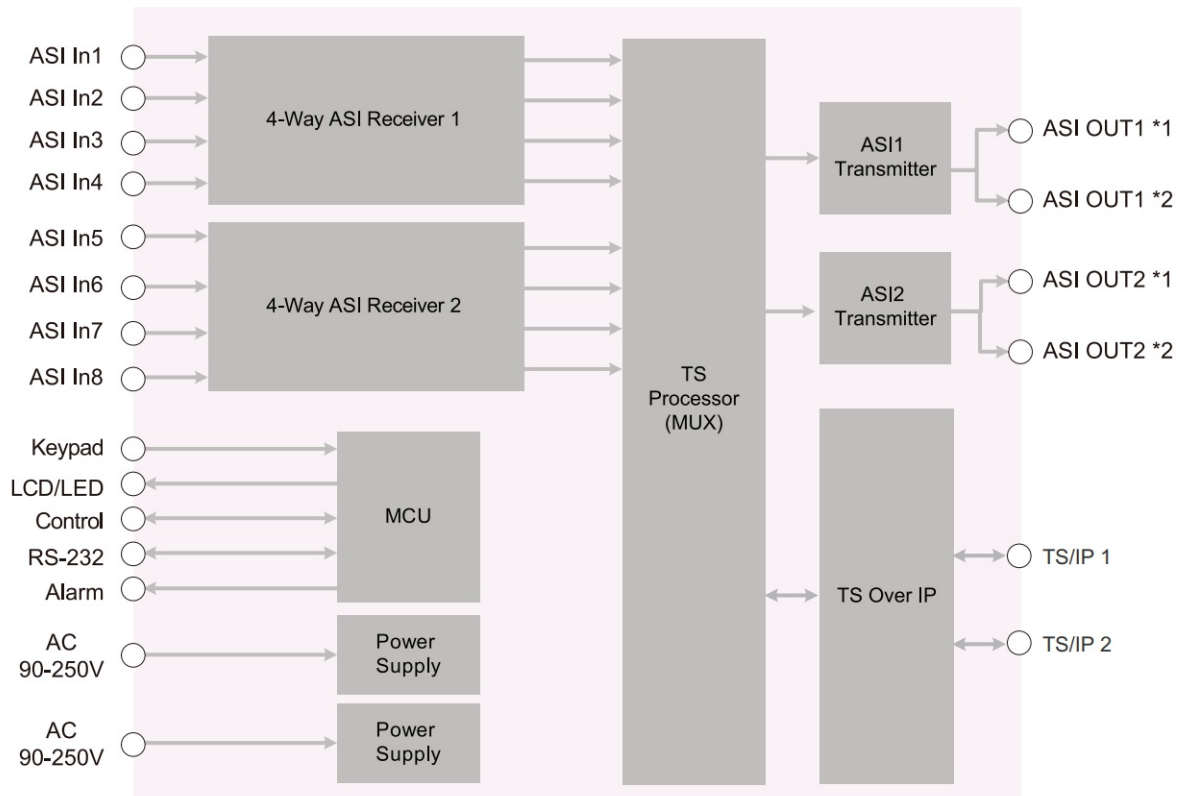 ASI In1
ASI In2
ASI In3
ASI In4
4-Way ASI Receiver 1
ASI In5
ASI In6
ASI In7
ASI In8
4-Way ASI Receiver 2
Keypad
LCD/LED
Control
RS-232
Alarm
MCU
AC
90-250V
Power
Supply
AC
90-250V
Power
Supply
TS
Processor
(MUX)
ASI1
Transmitter
ASI OUT1 *1
ASI OUT1 *2
ASI2
Transmitter
ASI OUT2 *1
ASI OUT2 *2
TS Over IP
TS/IP 1
TS/IP 2